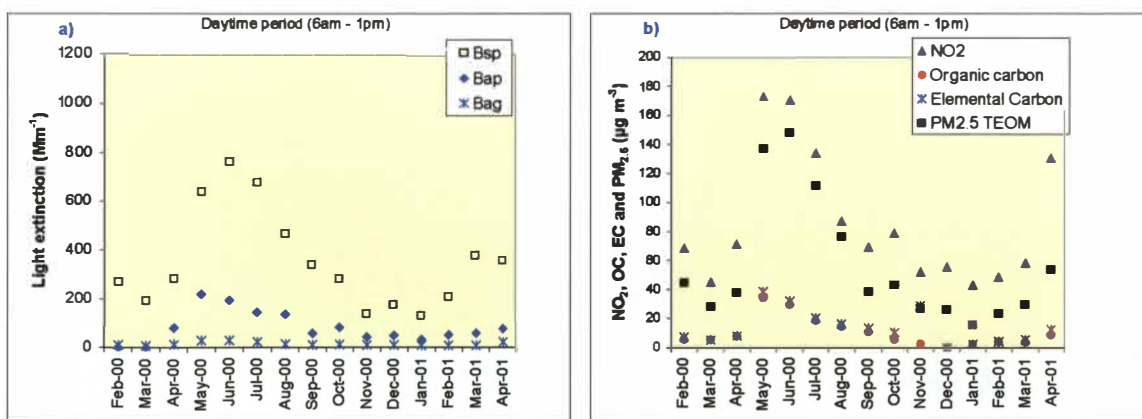 a)
Daytime period (6am - 1pm)
Light extinction (Mm-1)
1200
1000
800
600
400
200
0
Bsp
Bap
Bag
Feb-00
Mar-00
Apr-00
May-00
Jun-00
Jul-00
Aug-00
Sep-00
Oct-00
Nov-00
Dec-00
Jan-01
Feb-01
Mar-01
Apr-01
b)
Daytime period (6am - 1pm)
NO2, OC, EC and PM2.5 (µg m-3)
200
180
160
140
120
100
80
60
40
20
0
NO2
Organic carbon
Elemental Carbon
PM2.5 TEOM
Feb-00
Mar-00
Apr-00
May-00
Jun-00
Jul-00
Aug-00
Sep-00
Oct-00
Nov-00
Dec-00
Jan-01
Feb-01
Mar-01
Apr-01